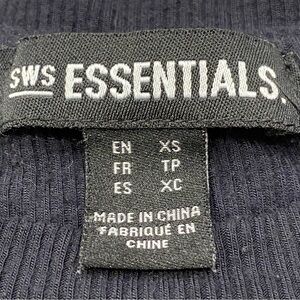 SWS ESSENTIALS.
EN XS
FR TP
ES XC
MADE IN CHINA
FABRIQUÉ EN
CHINE